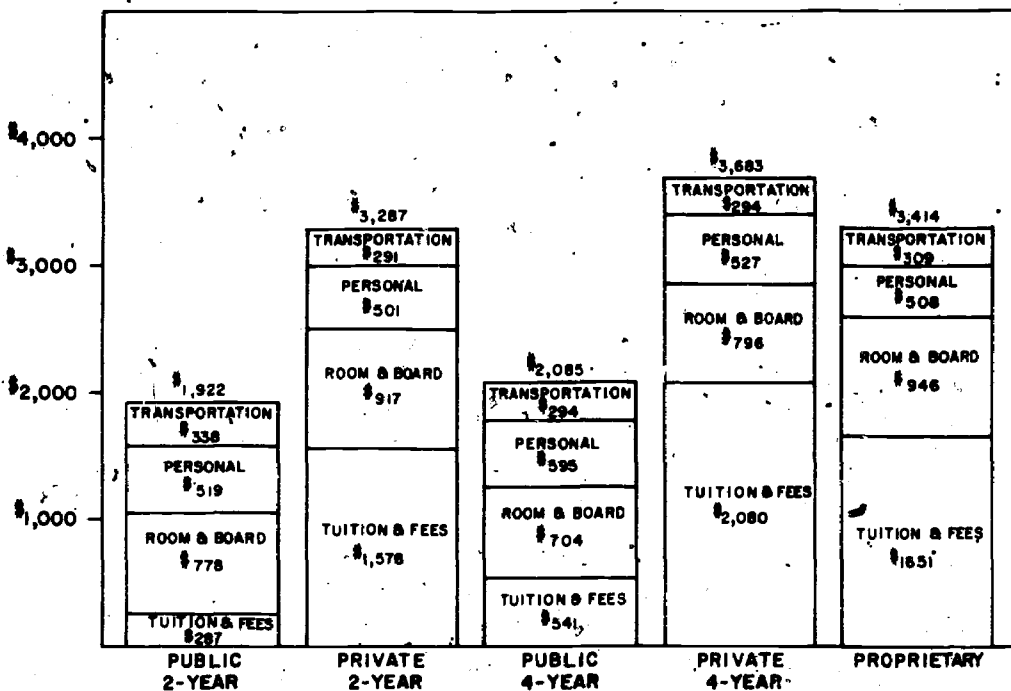 $4,000
$3,000
$2,000
$1,000
$1,922
TRANSPORTATION
$338
PERSONAL
$519
ROOM & BOARD
$778
TUITION & FEES
$287
PUBLIC
2-YEAR
$3,287
TRANSPORTATION
$291
PERSONAL
$501
ROOM & BOARD
$917
TUITION & FEES
$1,578
PRIVATE
2-YEAR
$2,085
TRANSPORTATION
$294
PERSONAL
$595
ROOM & BOARD
$704
TUITION & FEES
$541
PUBLIC
4-YEAR
$3,683
TRANSPORTATION
$294
PERSONAL
$527
ROOM & BOARD
$796
TUITION & FEES
$2,080
PRIVATE
4-YEAR
$3,414
TRANSPORTATION
$309
PERSONAL
$508
ROOM & BOARD
$946
TUITION & FEES
$1651
PROPRIETARY